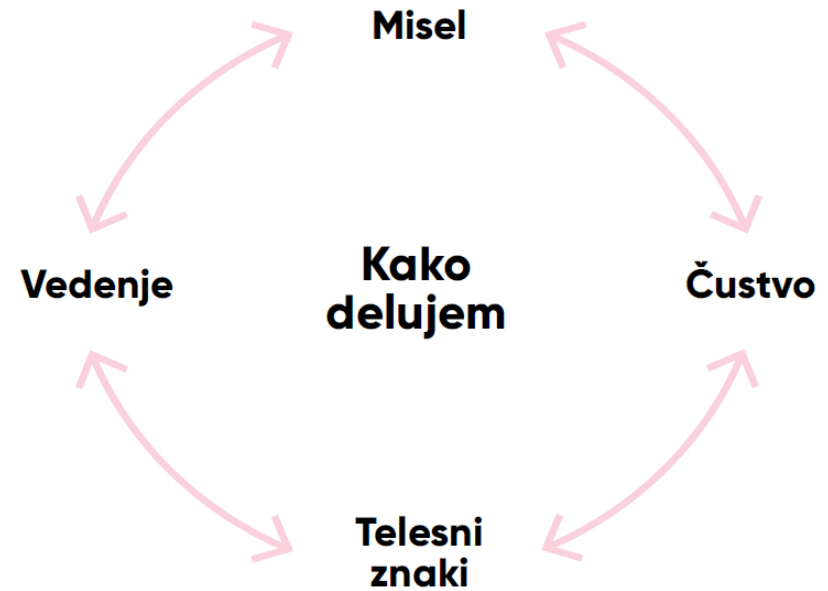 Misel
Vedenje
Kako
delujem
Čustvo
Telesni
znaki